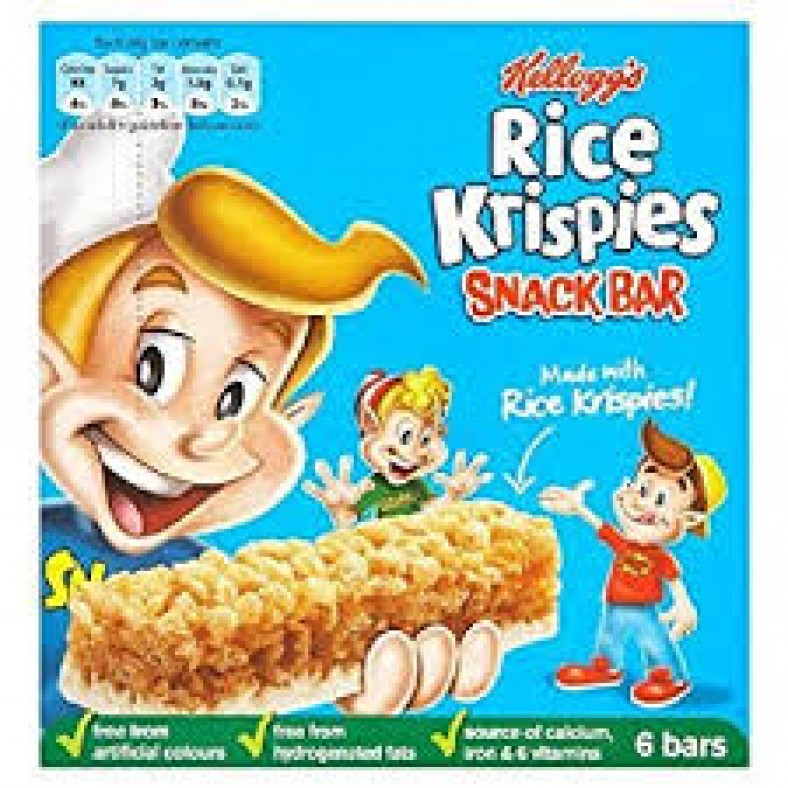 Kellogg's
Rice
Krispies
SNACK BAR
Made with
Rice Krispies!
SN
free from
artificial colours
free from
hydrogenated fats
source of calcium,
iron & 6 vitamins
6 bars